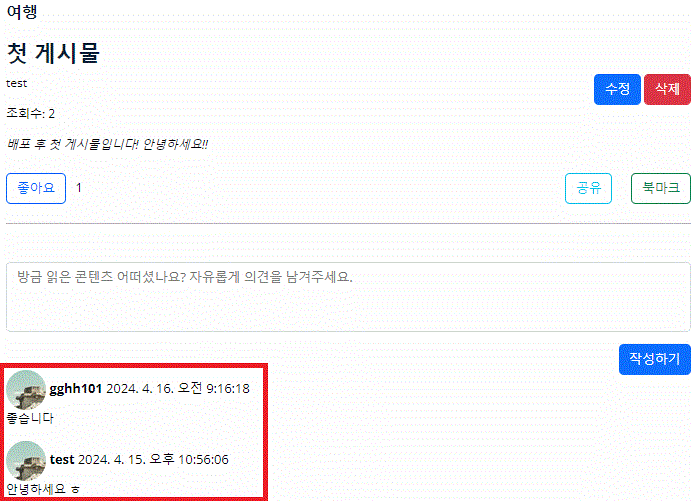 여행
첫 게시물
test
수정 삭제
조회수: 2
배포 후 첫 게시물입니다! 안녕하세요!!
좋아요 1 공유 북마크
방금 읽은 콘텐츠 어떠셨나요? 자유롭게 의견을 남겨주세요.
작성하기
gghh101 2024. 4. 16. 오전 9:16:18
좋습니다
test 2024. 4. 15. 오후 10:56:06
안녕하세요 ㅎ